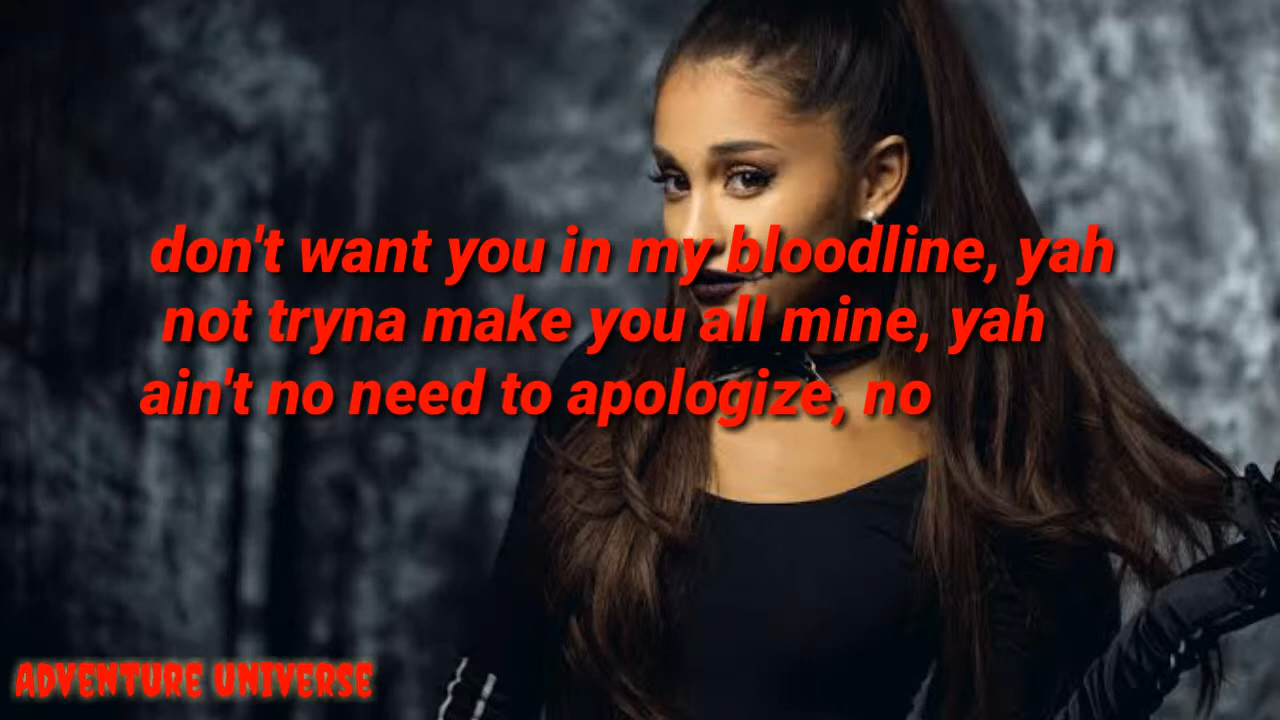 don't want you in my bloodline, yah
not tryna make you all mine, yah
ain't no need to apologize, no
ADVENTURE UNIVERSE